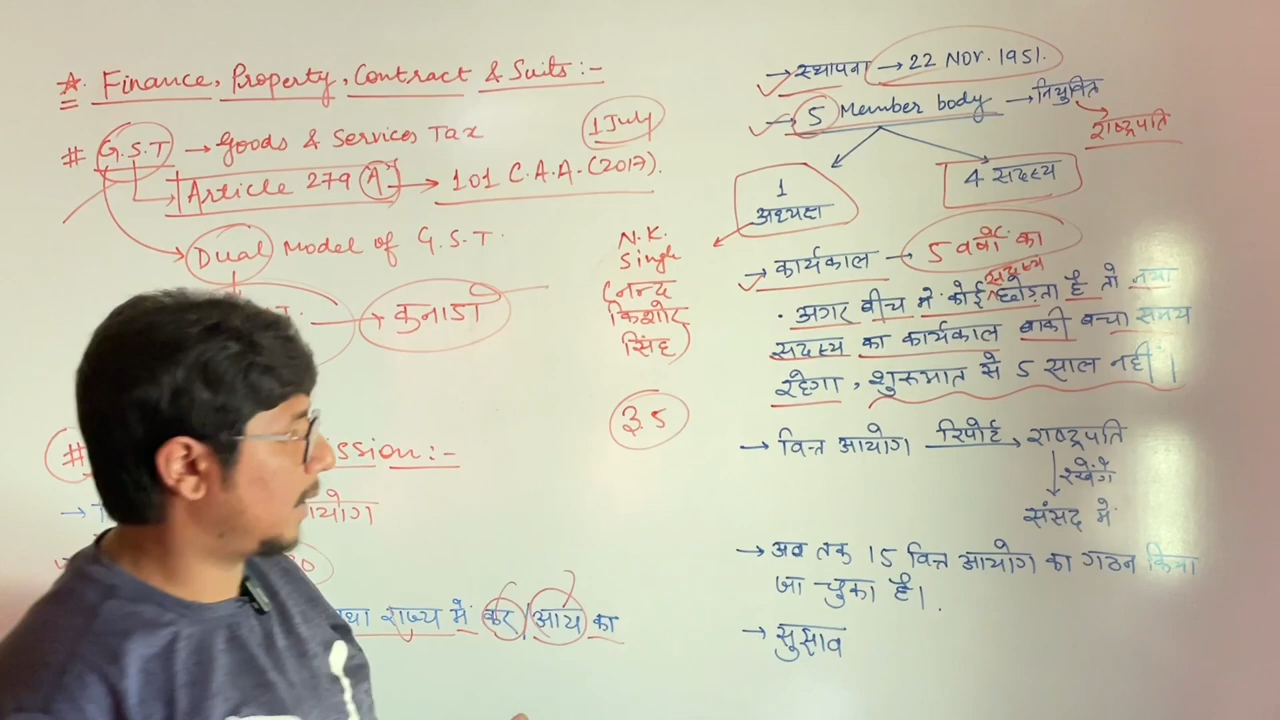 ☆. Finance, Property, Contract & Suits:-
# G.S.T → Goods & Services Tax
1 July
Article 279 (A) → 101 C.A.A. (2017).
Dual Model of G.S.T.
→ कनाडा
# ssion:-
योग
तथा राज्य में कर / आय का
N.K.
Singh
(नन्द
किशोर
सिंह)
3.5
→ स्थापना → 22 NOV. 1951.
→ 5 Member body → नियुक्ति
→ राष्ट्रपति
1
अध्यक्ष
4 सदस्य
→ कार्यकाल → 5 वर्षों का
सदस्य
. अगर बीच में कोई ^ छोड़ता है तो नया
सदस्य का कार्यकाल बाकी बचा समय
रहेगा, शुरुआत से 5 साल नहीं।
→ वित्त आयोग रिपोर्ट → राष्ट्रपति
↓ रखेंगे
संसद में
→ अब तक 15 वित्त आयोग का गठन किया
जा चुका है।
→ सुझाव